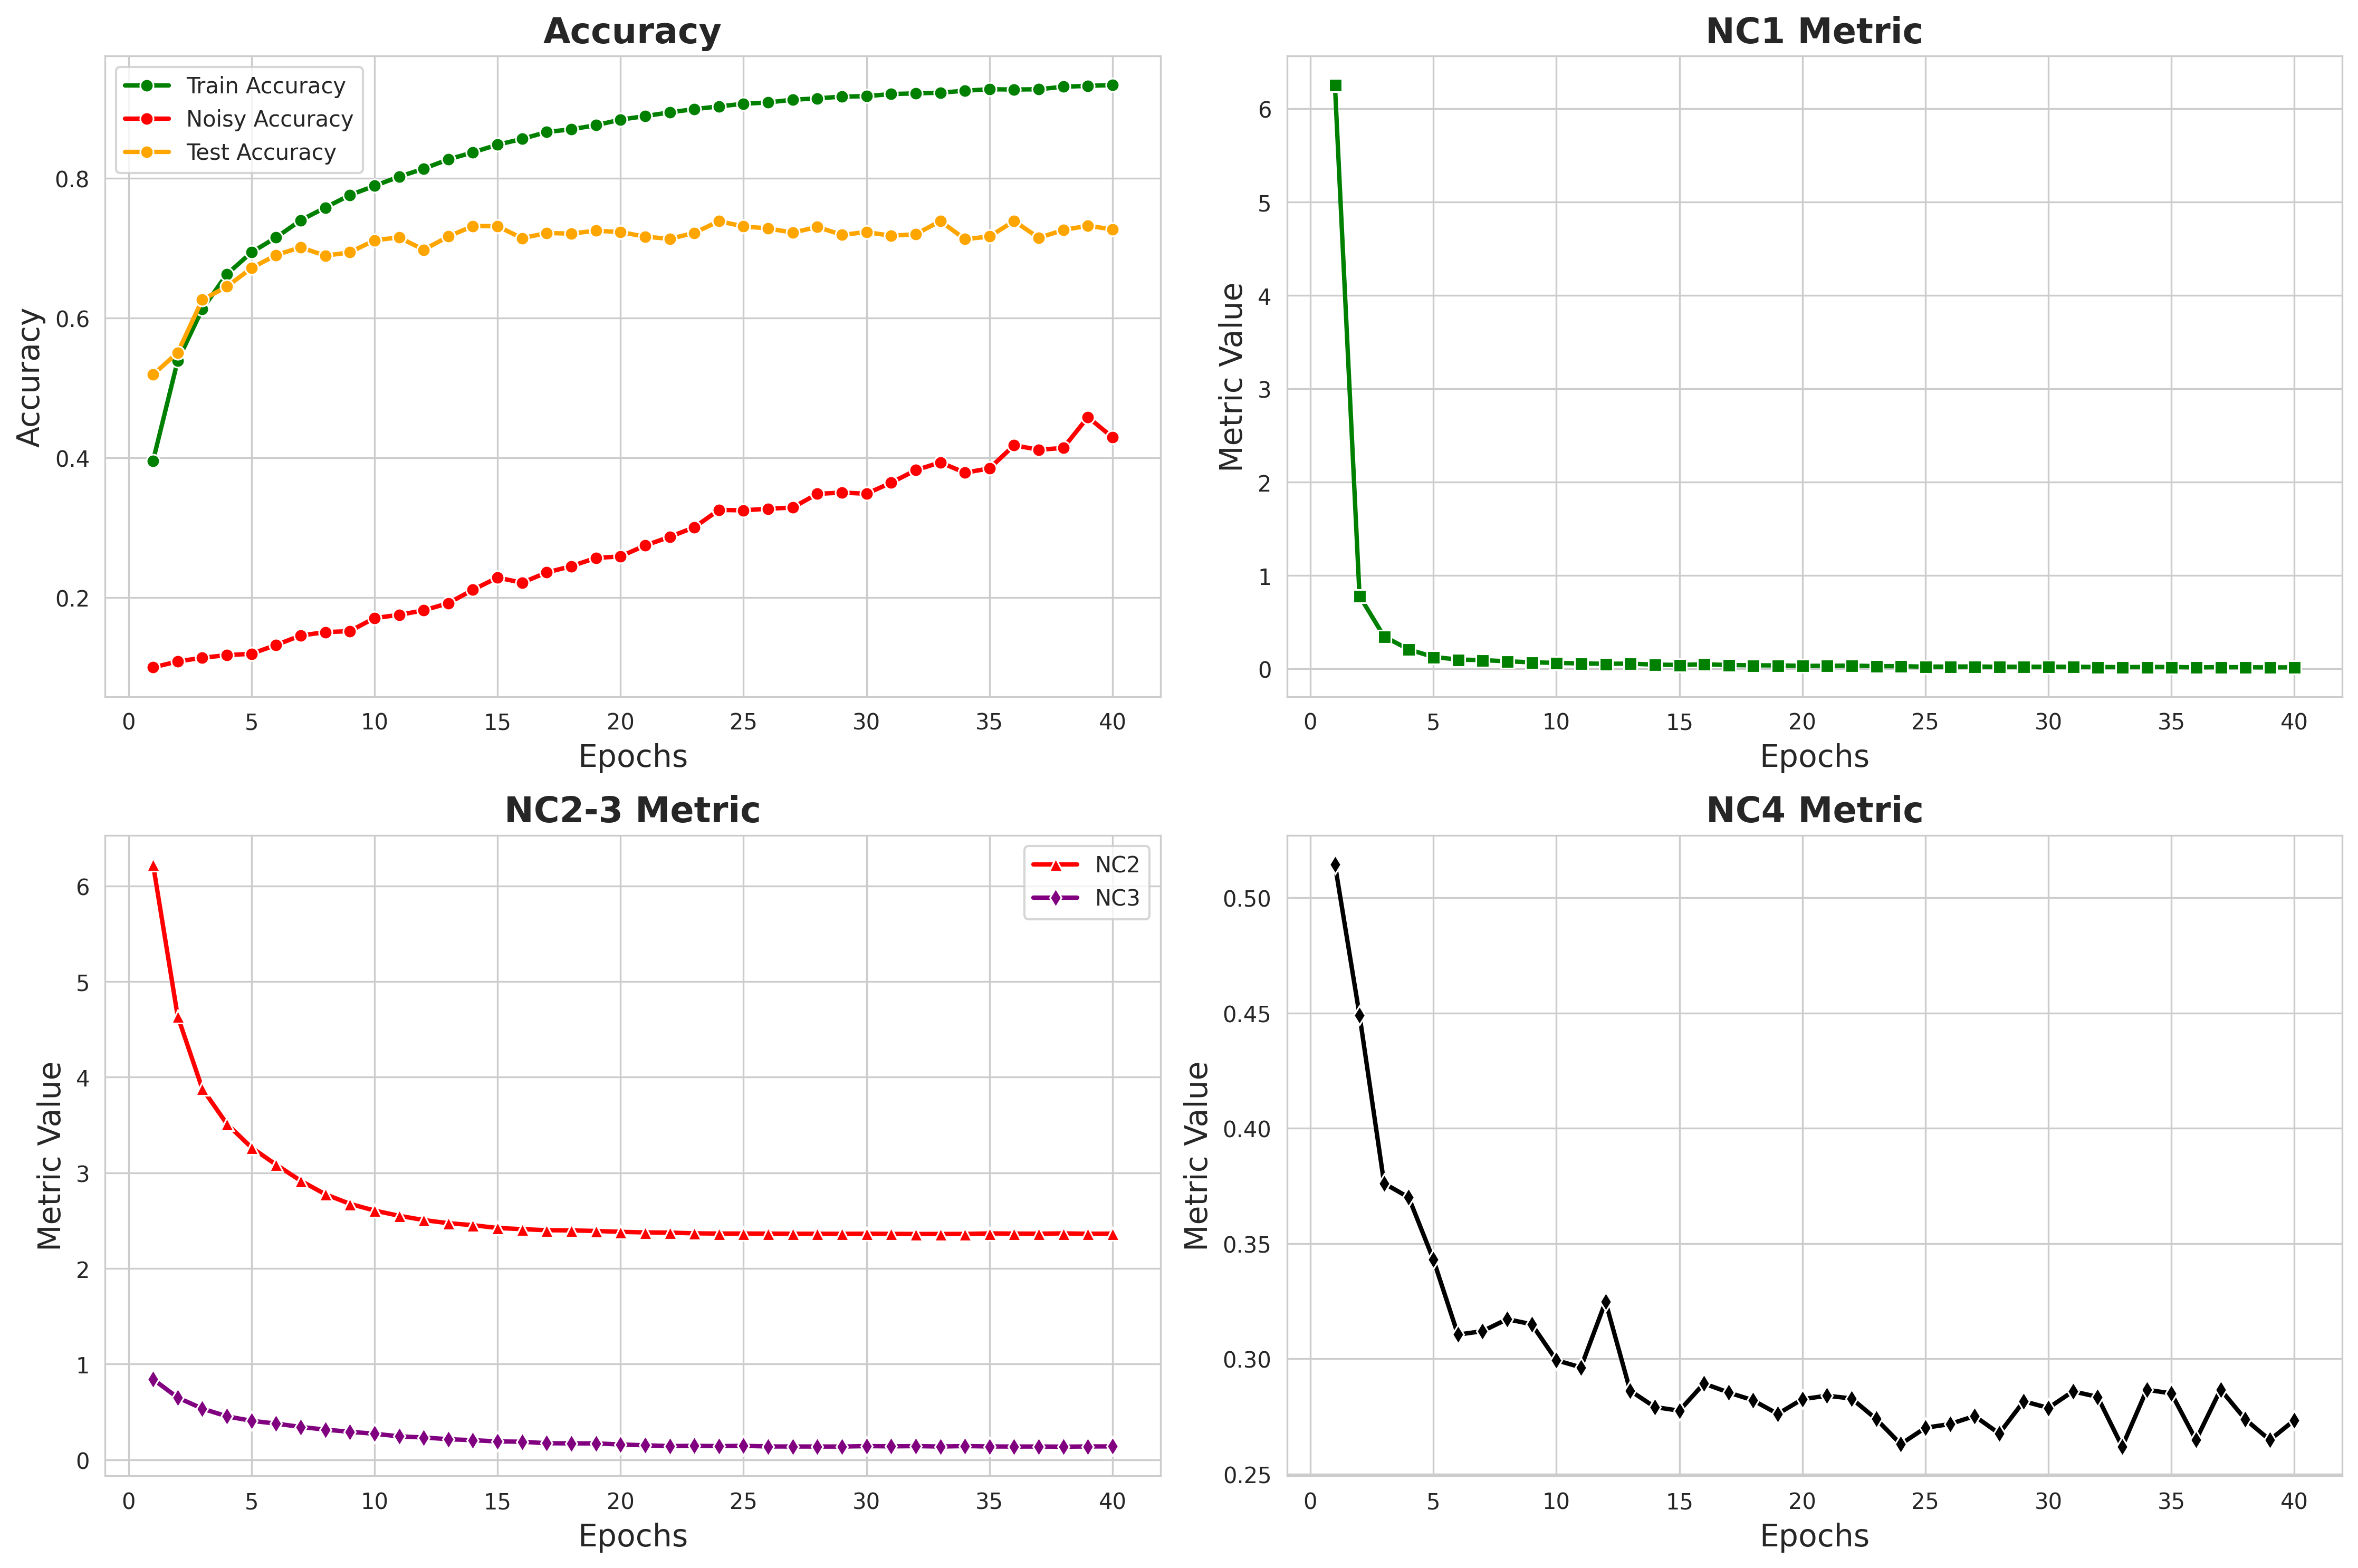 Accuracy
Train Accuracy
Noisy Accuracy
Test Accuracy
Accuracy
0.8
0.6
0.4
0.2
0 5 10 15 20 25 30 35 40
Epochs
NC1 Metric
Metric Value
6
5
4
3
2
1
0
0 5 10 15 20 25 30 35 40
Epochs
NC2-3 Metric
NC2
NC3
Metric Value
6
5
4
3
2
1
0
0 5 10 15 20 25 30 35 40
Epochs
NC4 Metric
Metric Value
0.50
0.45
0.40
0.35
0.30
0.25
0 5 10 15 20 25 30 35 40
Epochs